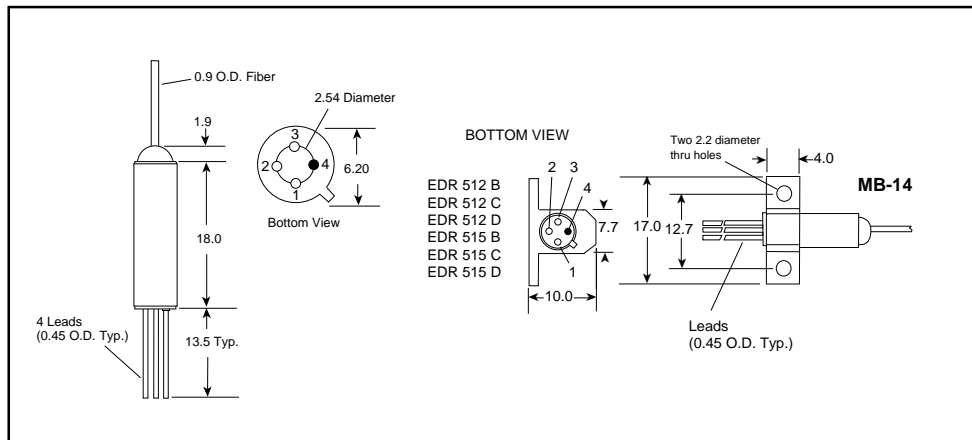 0.9 O.D. Fiber
1.9
18.0
4 Leads
(0.45 O.D. Typ.)
13.5 Typ.
2.54 Diameter
3
2
4
1
6.20
Bottom View
BOTTOM VIEW
EDR 512 B
EDR 512 C
EDR 512 D
EDR 515 B
EDR 515 C
EDR 515 D
2
3
4
1
7.7
10.0
17.0
12.7
Two 2.2 diameter
thru holes
4.0
MB-14
Leads
(0.45 O.D. Typ.)